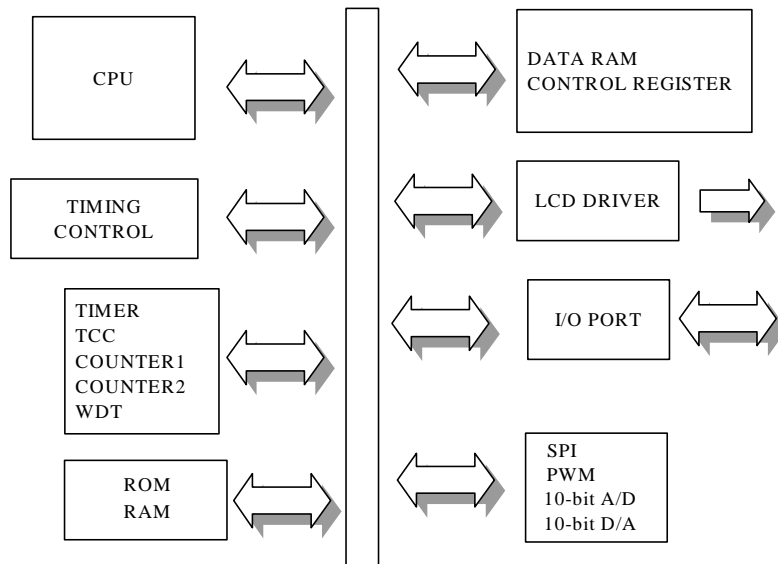 CPU
TIMING
CONTROL
TIMER
TCC
COUNTER1
COUNTER2
WDT
ROM
RAM
DATA RAM
CONTROL REGISTER
LCD DRIVER
I/O PORT
SPI
PWM
10-bit A/D
10-bit D/A